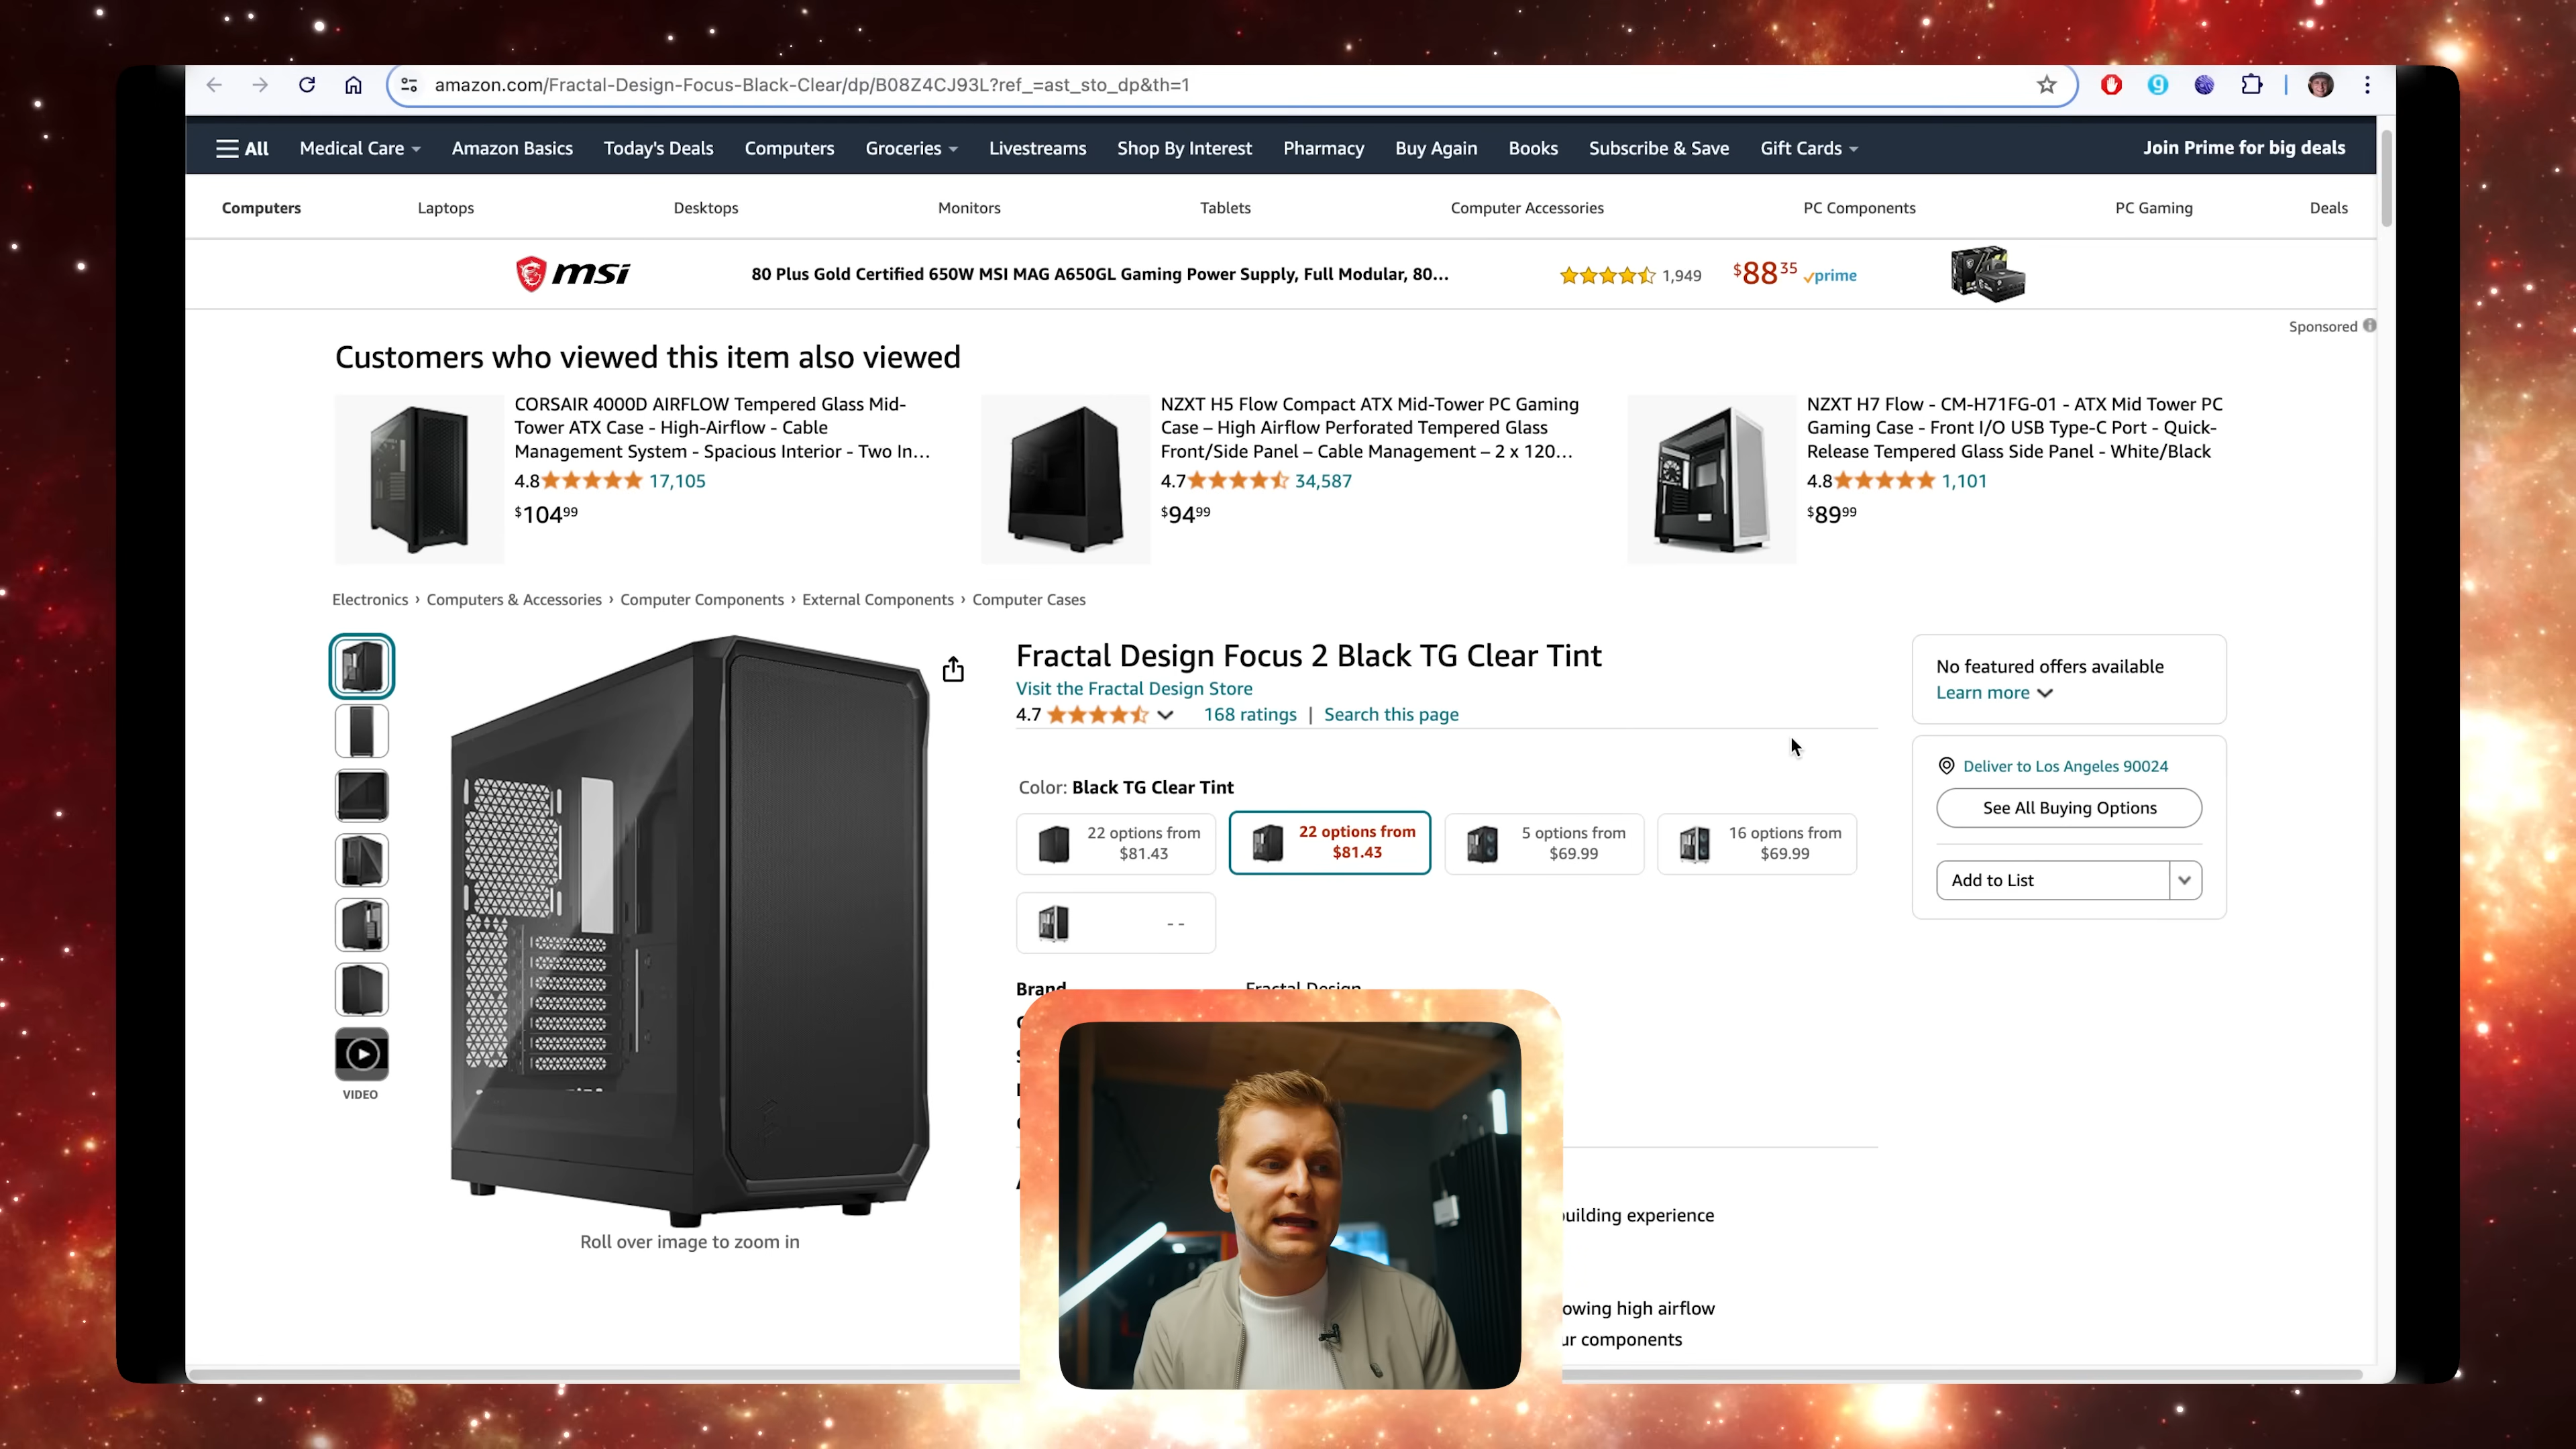 amazon.com/Fractal-Design-Focus-Black-Clear/dp/B08Z4CJ93L?ref_=ast_sto_dp&th=1
All Medical Care Amazon Basics Today's Deals Computers Groceries Livestreams Shop By Interest Pharmacy Buy Again Books Subscribe & Save Gift Cards Join Prime for big deals
Computers Laptops Desktops Monitors Tablets Computer Accessories PC Components PC Gaming Deals
msi 80 Plus Gold Certified 650W MSI MAG A650GL Gaming Power Supply, Full Modular, 80... 1,949 $8835 prime
Sponsored
Customers who viewed this item also viewed
CORSAIR 4000D AIRFLOW Tempered Glass Mid-
Tower ATX Case - High-Airflow - Cable
Management System - Spacious Interior - Two In...
4.8 17,105
$10499
NZXT H5 Flow Compact ATX Mid-Tower PC Gaming
Case – High Airflow Perforated Tempered Glass
Front/Side Panel – Cable Management – 2 x 120...
4.7 34,587
$9499
NZXT H7 Flow - CM-H71FG-01 - ATX Mid Tower PC
Gaming Case - Front I/O USB Type-C Port - Quick-
Release Tempered Glass Side Panel - White/Black
4.8 1,101
$8999
Electronics › Computers & Accessories › Computer Components › External Components › Computer Cases
VIDEO
Roll over image to zoom in
Fractal Design Focus 2 Black TG Clear Tint
Visit the Fractal Design Store
4.7 168 ratings | Search this page
Color: Black TG Clear Tint
22 options from
$81.43
22 options from
$81.43
5 options from
$69.99
16 options from
$69.99
- -
Brand Fractal Design
building experience
owing high airflow
ur components
No featured offers available
Learn more
Deliver to Los Angeles 90024
See All Buying Options
Add to List